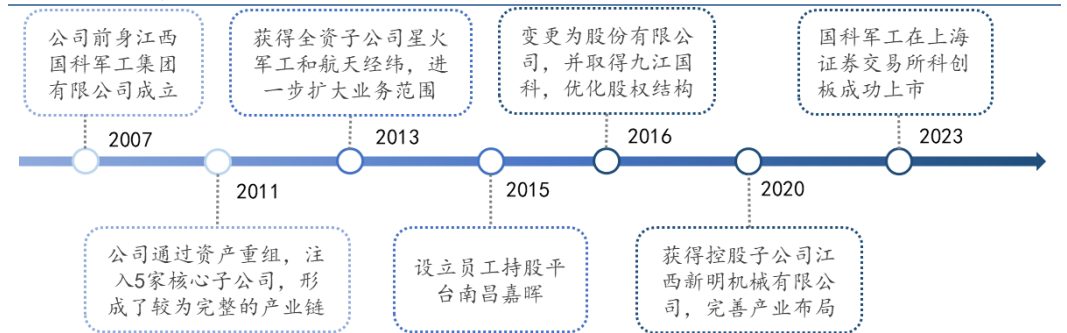 公司前身江西
国科军工集团
有限公司成立
2007
公司通过资产重组，注
入5家核心子公司，形
成了较为完整的产业链
2011
获得全资子公司星火
军工和航天经纬，进
一步扩大业务范围
2013
设立员工持股平
台南昌嘉晖
2015
变更为股份有限公
司，并取得九江国
科，优化股权结构
2016
获得控股子公司江
西新明机械有限公
司，完善产业布局
2020
国科军工在上海
证券交易所科创
板成功上市
2023